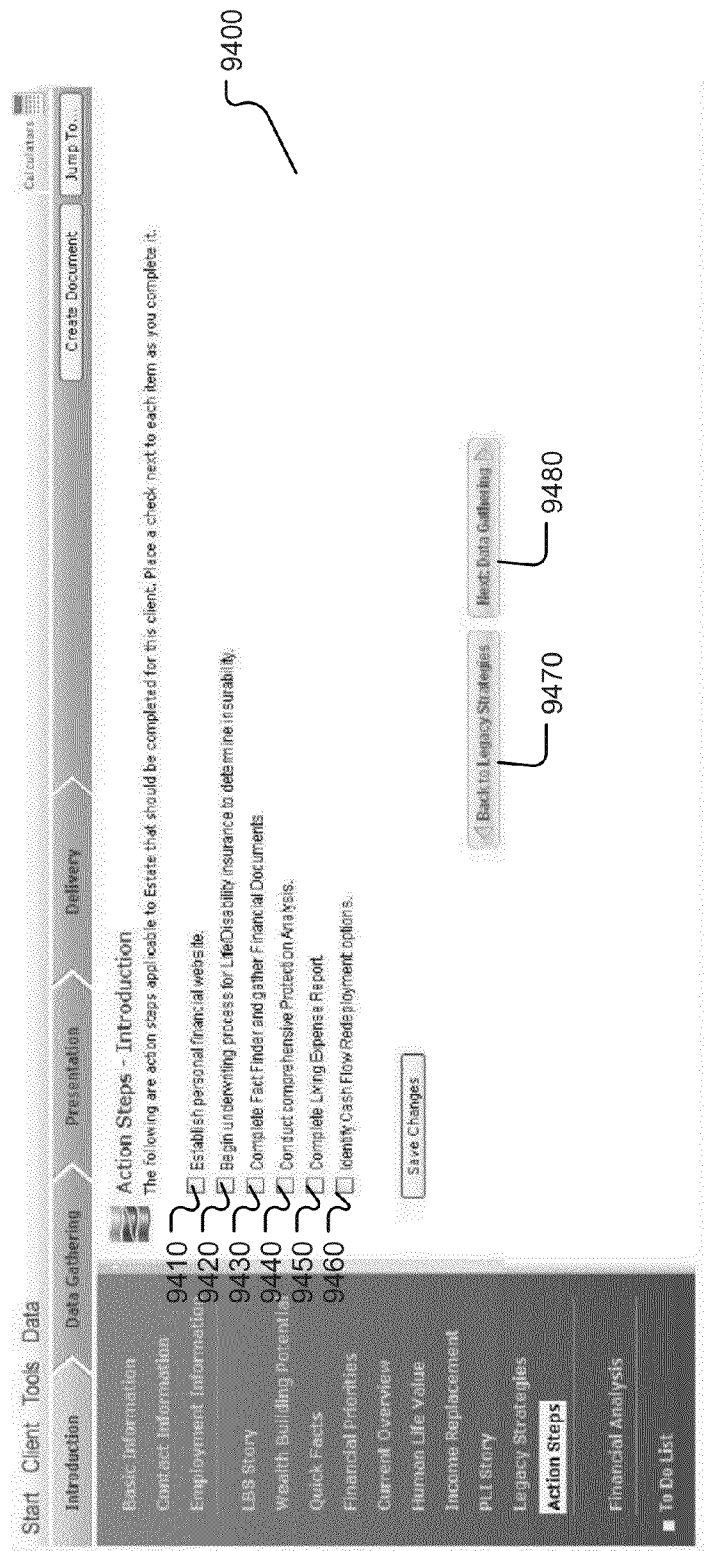 Start Client Tools Data
Calculators
Introduction Data Gathering Presentation Delivery Create Document Jump To...
Basic Information
Contact Information
Employment Information
LBS Story
Wealth Building Potential
Quick Facts
Financial Priorities
Current Overview
Human Life Value
Income Replacement
PLI Story
Legacy Strategies
Action Steps
Financial Analysis
To Do List
Action Steps - Introduction
The following are action steps applicable to Estate that should be completed for this client. Place a check next to each item as you complete it.
9410 Establish personal financial website.
9420 Begin underwriting process for Life/Disability insurance to determine insurability.
9430 Complete Fact Finder and gather Financial Documents.
9440 Conduct comprehensive Protection Analysis.
9450 Complete Living Expense Report
9460 Identify Cash Flow Redeployment options.
Save Changes
Back to Legacy Strategies Next: Data Gathering
9470 9480
9400